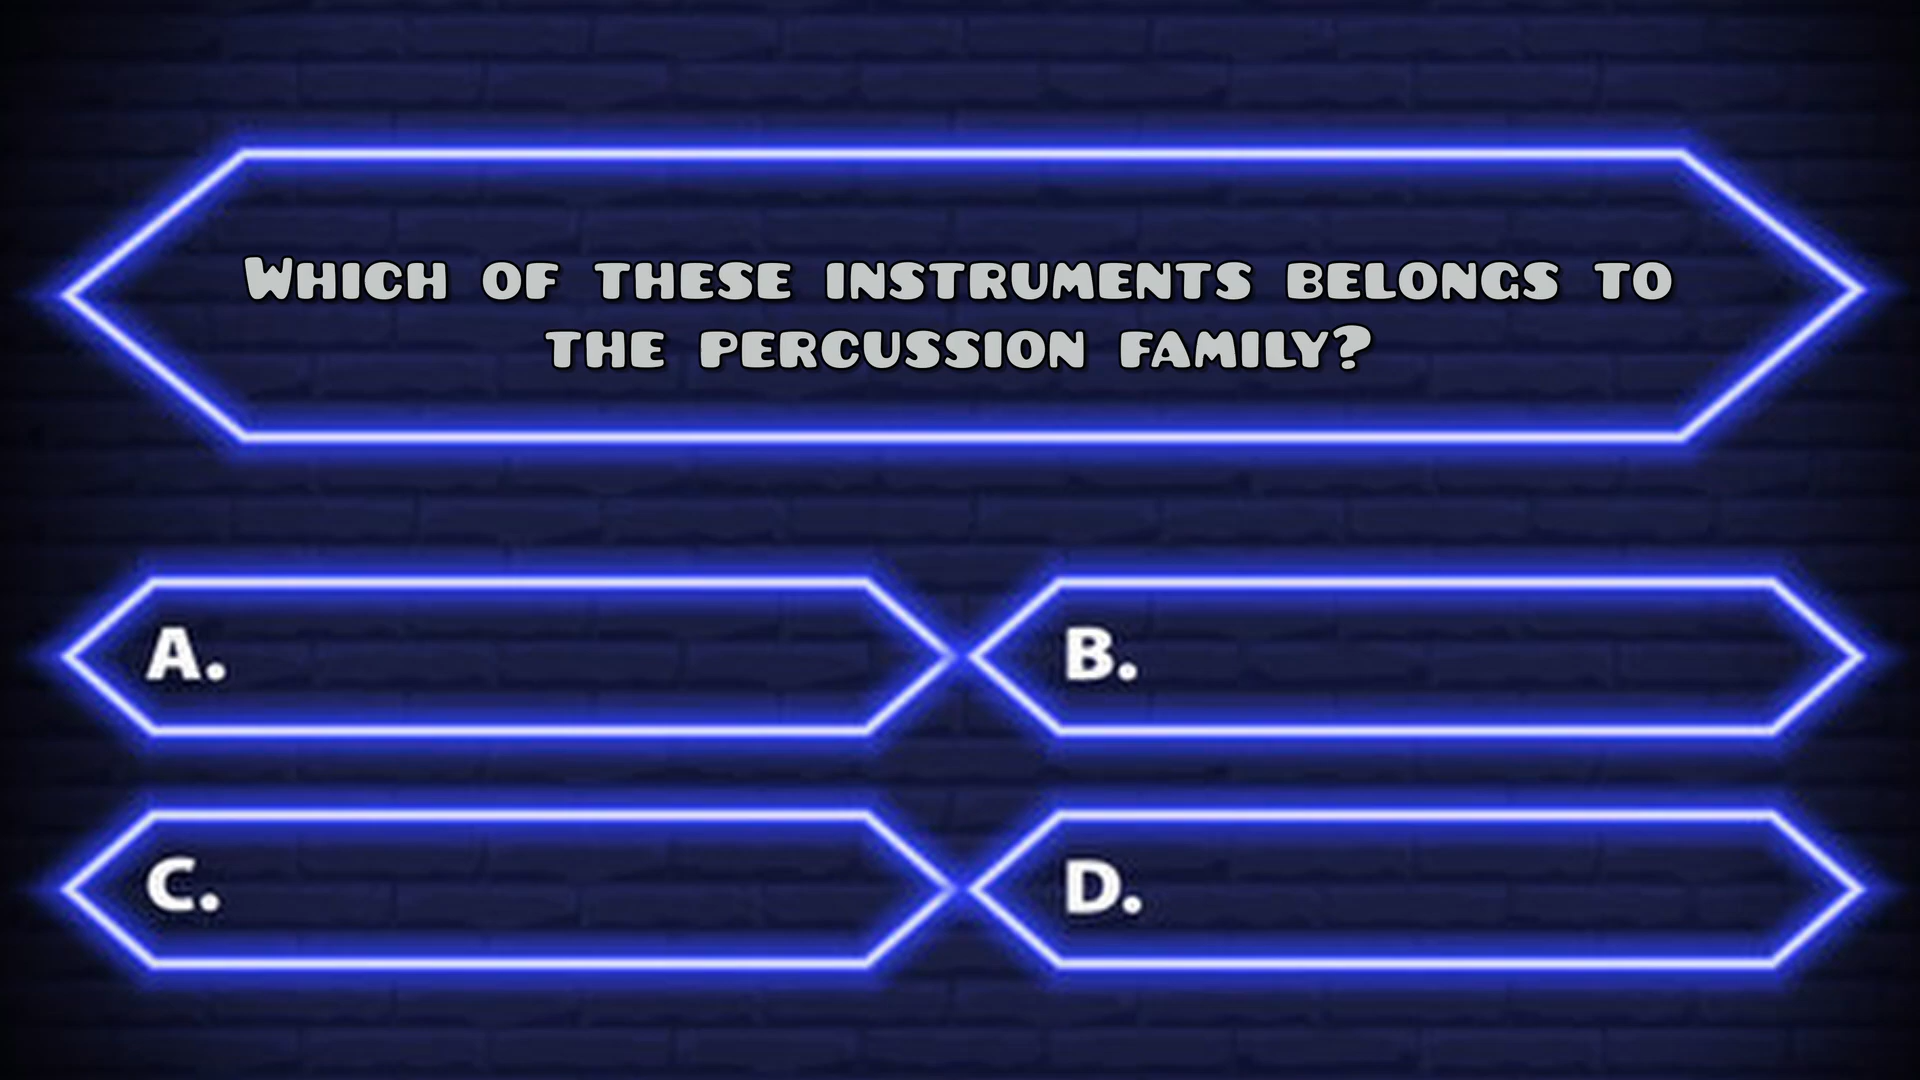 Which of these instruments belongs to
the percussion family?
A.
B.
C.
D.